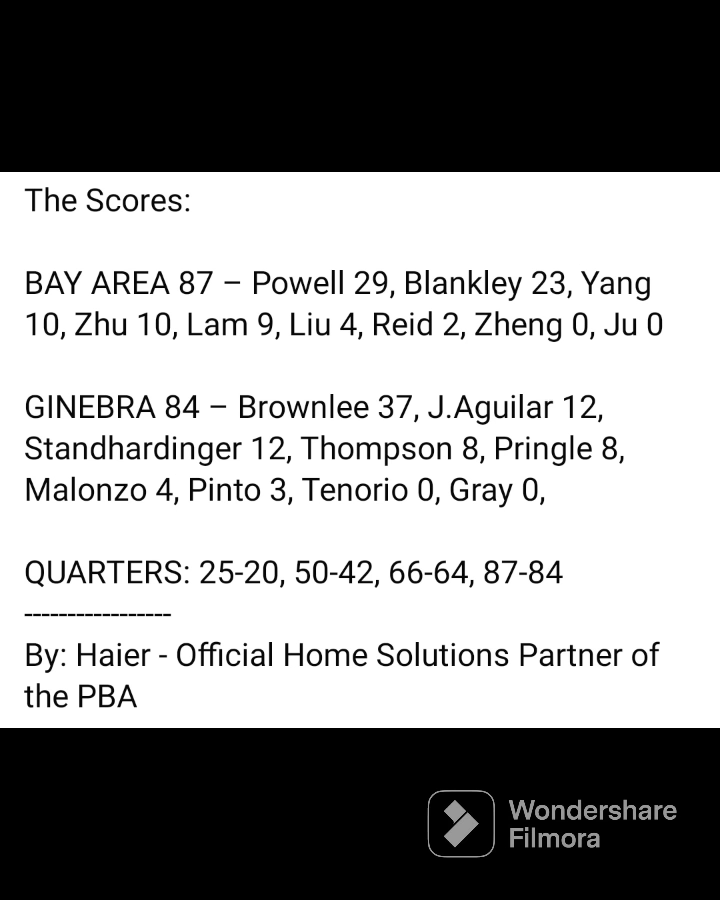 The Scores:
BAY AREA 87 – Powell 29, Blankley 23, Yang
10, Zhu 10, Lam 9, Liu 4, Reid 2, Zheng 0, Ju 0
GINEBRA 84 – Brownlee 37, J.Aguilar 12,
Standhardinger 12, Thompson 8, Pringle 8,
Malonzo 4, Pinto 3, Tenorio 0, Gray 0,
QUARTERS: 25-20, 50-42, 66-64, 87-84
-----------------
By: Haier - Official Home Solutions Partner of
the PBA
Wondershare
Filmora